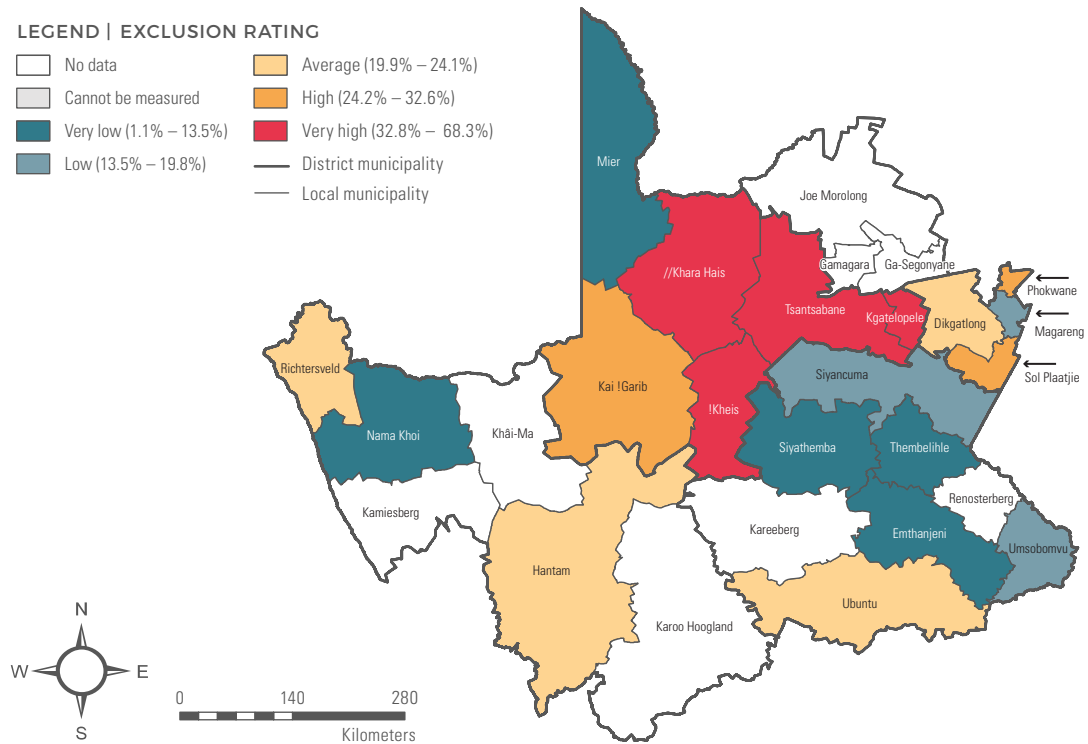 LEGEND | EXCLUSION RATING
No data
Cannot be measured
Very low (1.1% – 13.5%)
Low (13.5% – 19.8%)
Average (19.9% – 24.1%)
High (24.2% – 32.6%)
Very high (32.8% – 68.3%)
District municipality
Local municipality
Mier
Joe Morolong
//Khara Hais
Gamagara
Ga-Segonyane
Phokwane
Tsantsabane
Kgatelopele
Dikgatlong
Magareng
Richtersveld
Siyancuma
Sol Plaatjie
Kai !Garib
!Kheis
Nama Khoi
Khâi-Ma
Siyathemba
Thembelihle
Renosterberg
Kamiesberg
Kareeberg
Emthanjeni
Umsobomvu
Hantam
Ubuntu
Karoo Hoogland
N
W
E
S
0
140
280
Kilometers